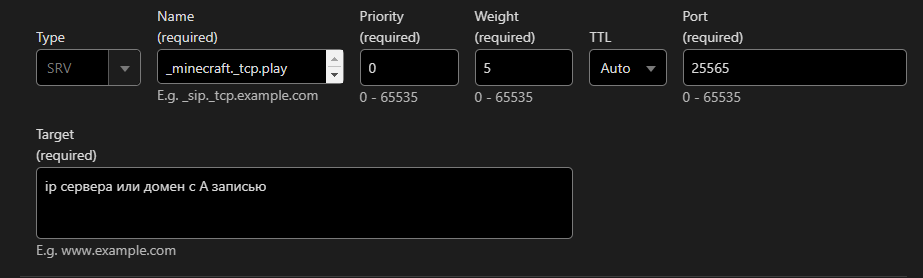 Type
Name
(required)
Priority
(required)
Weight
(required)
TTL
Port
(required)
SRV
_minecraft._tcp.play
0
5
Auto
25565
E.g. _sip._tcp.example.com
0 - 65535
0 - 65535
0 - 65535
Target
(required)
ip сервера или домен с А записью
E.g. www.example.com